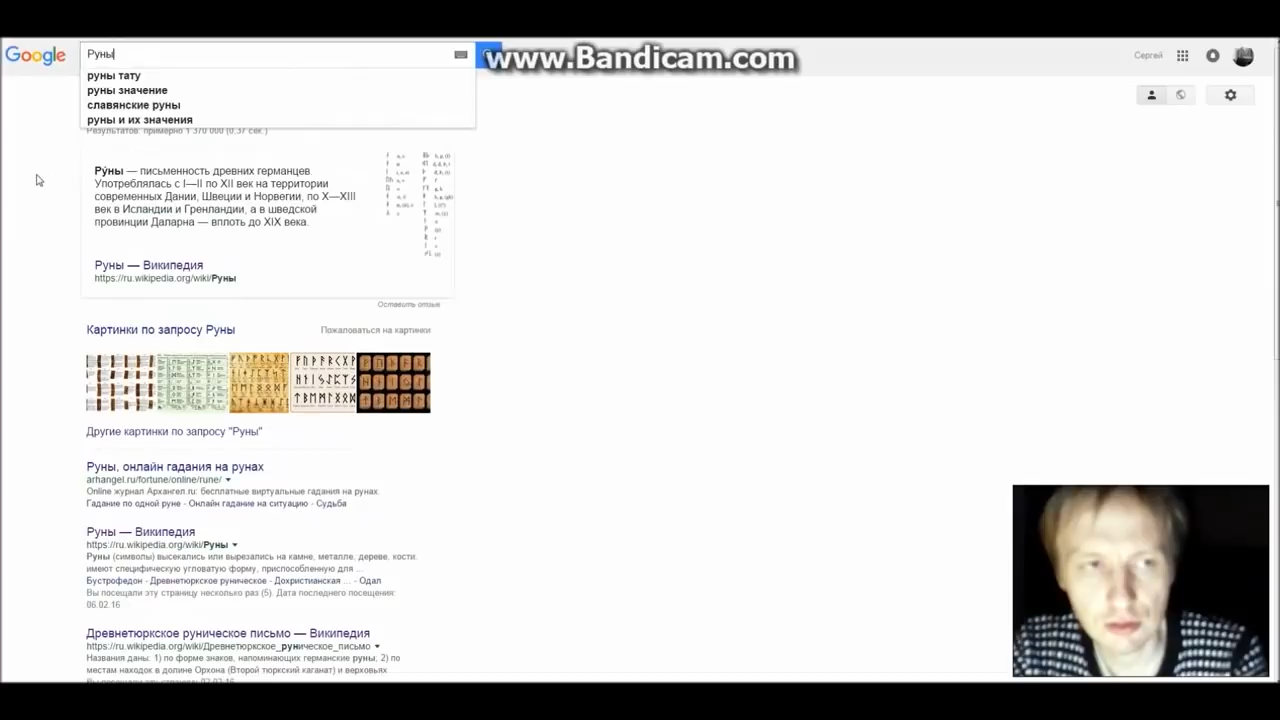 Google
Руны
www.Bandicam.com
Сергей
руны тату
руны значение
славянские руны
руны и их значения
Результатов: примерно 1 370 000 (0,37 сек.)
Ру́ны — письменность древних германцев.
Употреблялась с I—II по XII век на территории
современных Дании, Швеции и Норвегии, по X—XIII
век в Исландии и Гренландии, а в шведской
провинции Даларна — вплоть до XIX века.
Руны — Википедия
https://ru.wikipedia.org/wiki/Руны
Оставить отзыв
Картинки по запросу Руны
Пожаловаться на картинки
Другие картинки по запросу "Руны"
Руны, онлайн гадания на рунах
arhangel.ru/fortune/online/rune/
Online журнал Архангел.ru: бесплатные виртуальные гадания на рунах
Гадание по одной руне - Онлайн гадание на ситуацию - Судьба
Руны — Википедия
https://ru.wikipedia.org/wiki/Руны
Руны (символы) высекались или вырезались на камне, металле, дереве, кости.
имеют специфическую угловатую форму, приспособленную для ...
Бустрофедон - Древнетюркское руническое - Дохристианская ... - Одал
Вы посещали эту страницу несколько раз (5). Дата последнего посещения:
06.02.16
Древнетюркское руническое письмо — Википедия
https://ru.wikipedia.org/wiki/Древнетюркское_руническое_письмо
Названия даны: 1) по форме знаков, напоминающих германские руны; 2) по
местам находок в долине Орхона (Второй тюркский каганат) и верховьях